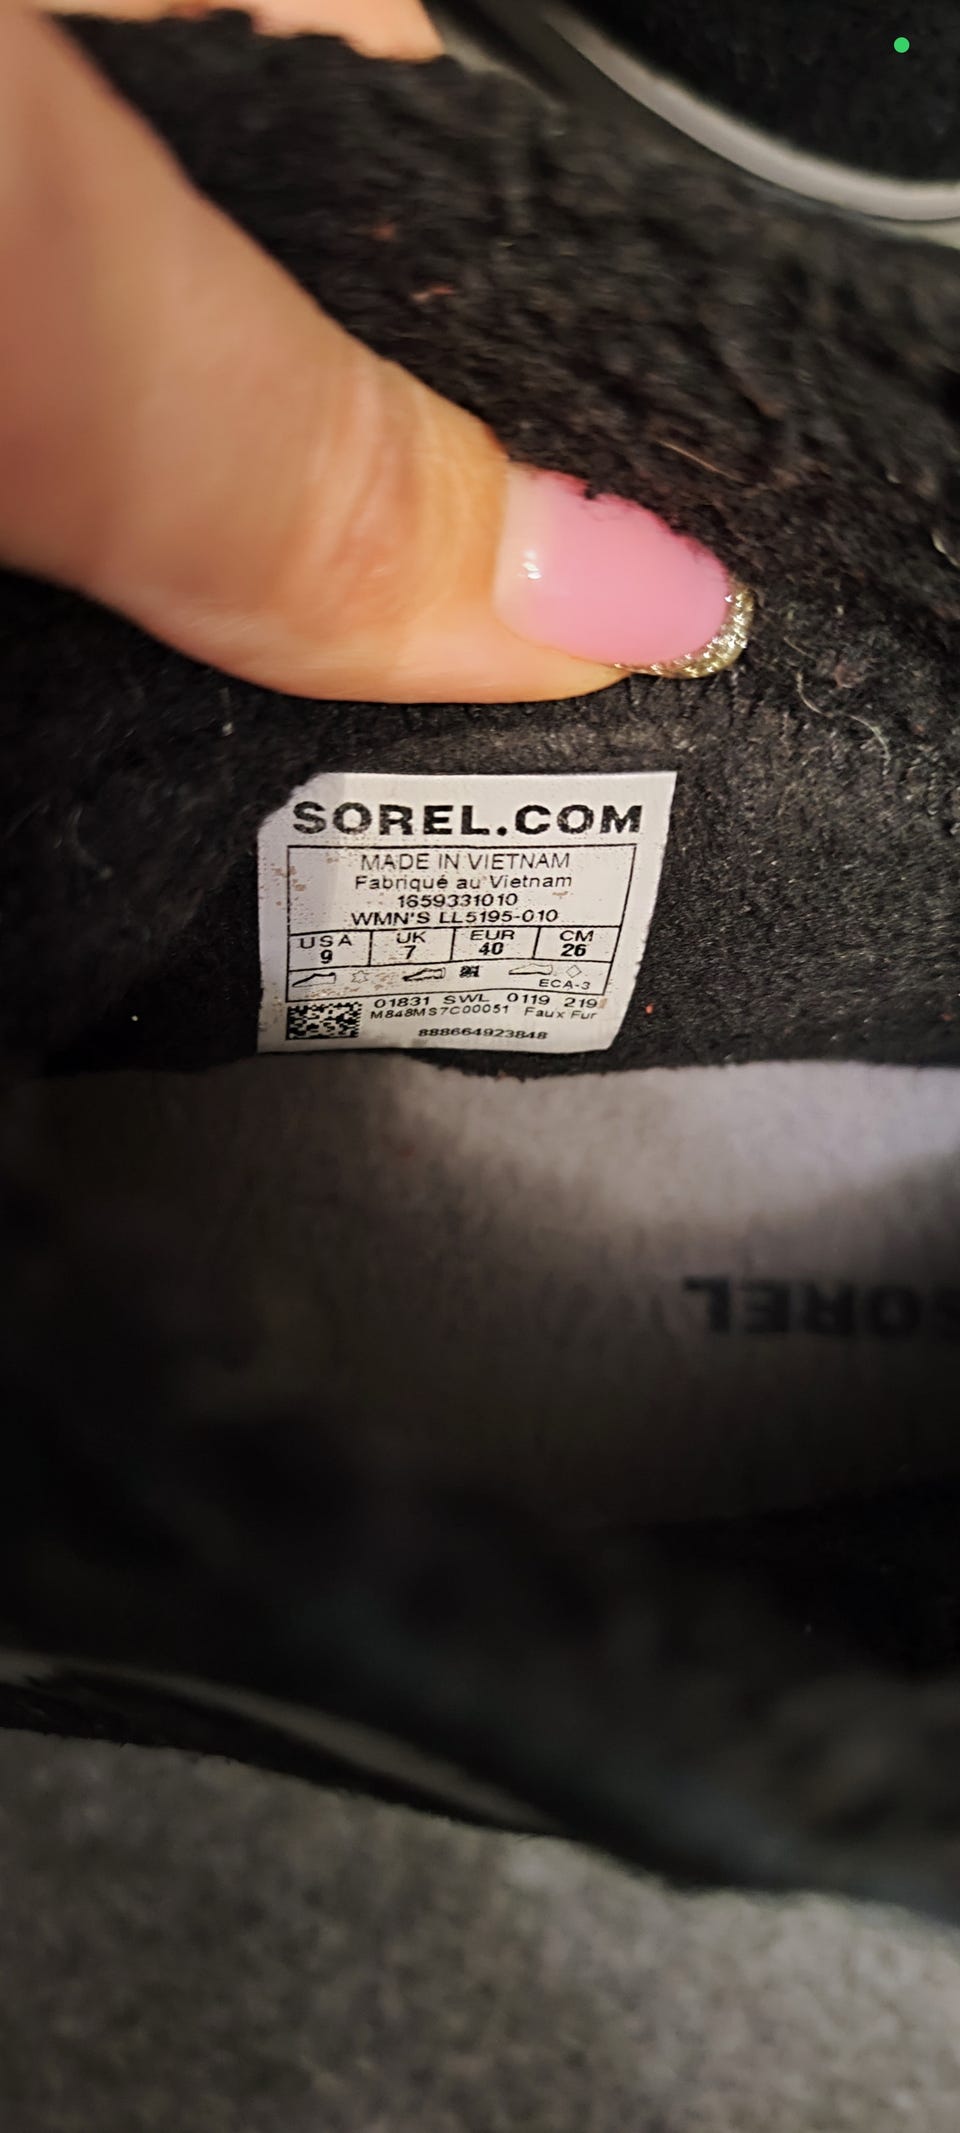 SOREL.COM
MADE IN VIETNAM
Fabriqué au Vietnam
1659331010
WMN'S LL5195-010
USA UK EUR CM
9 7 40 26
ECA-3
01831 SWL 0119 219
M848MS7C00051 Faux Fur
888664923848
SOREL